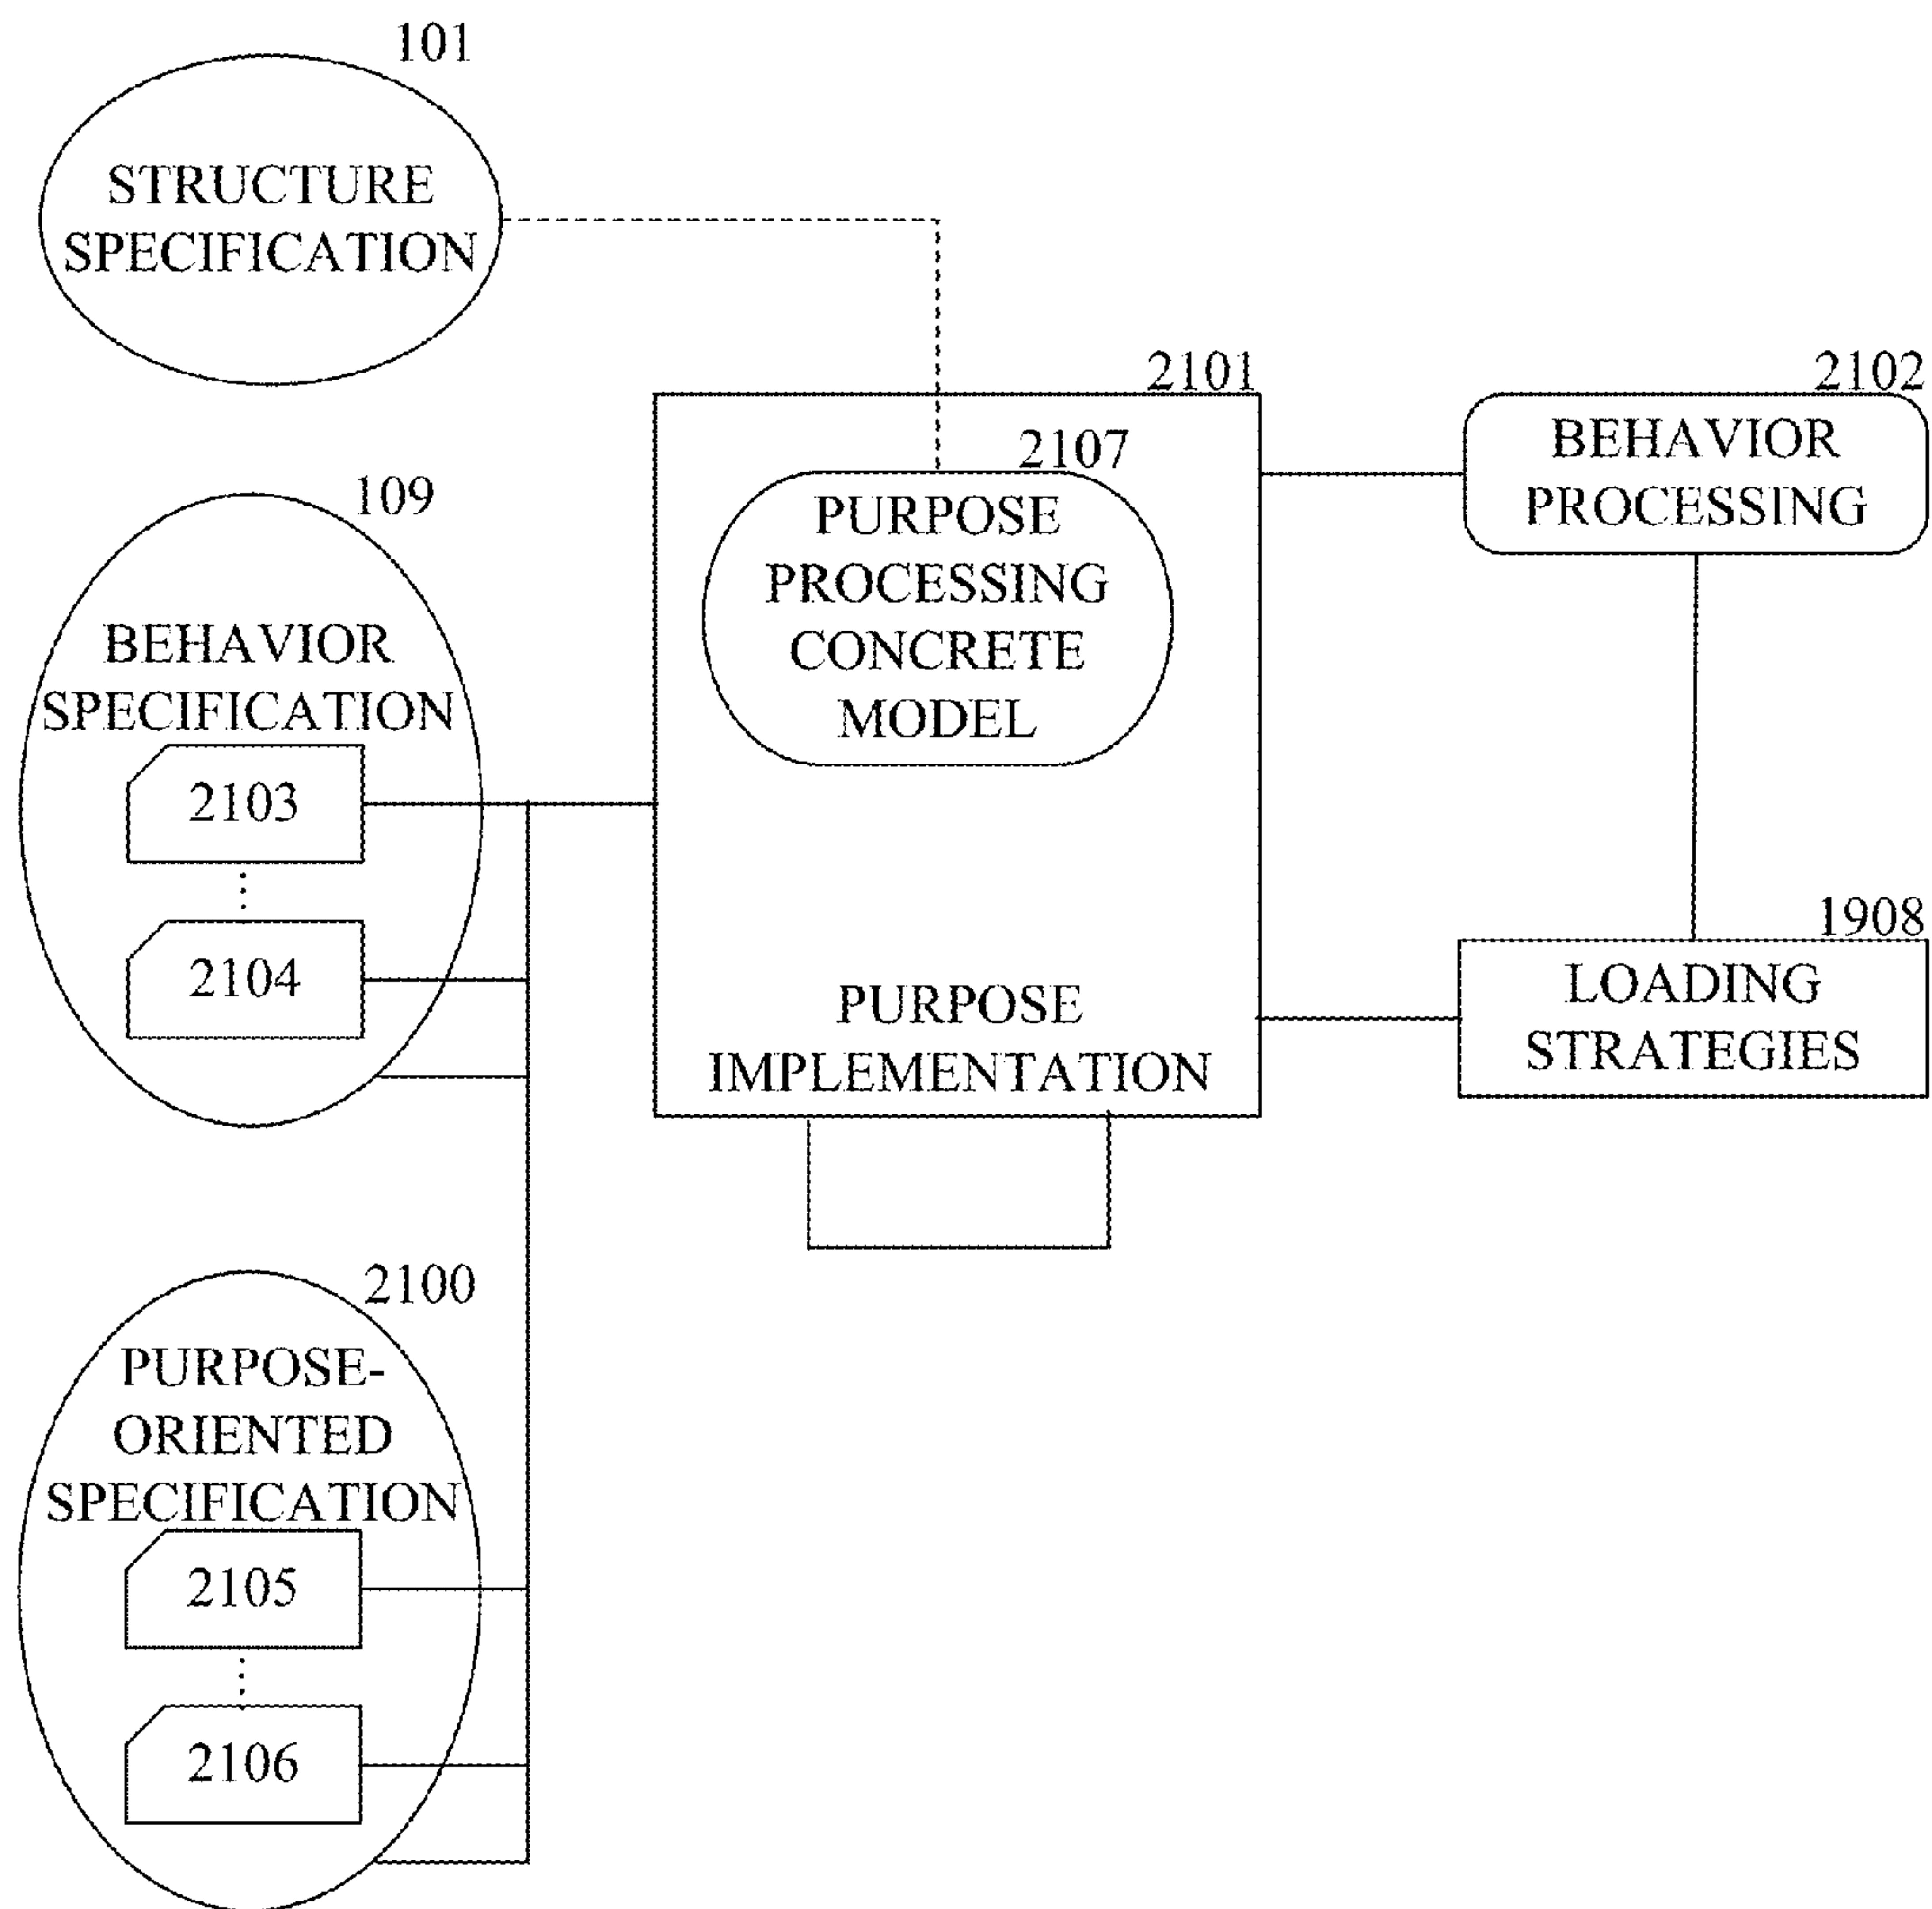 101
STRUCTURE
SPECIFICATION
2101
2102
2107
BEHAVIOR
PROCESSING
PURPOSE
PROCESSING
CONCRETE
MODEL
109
BEHAVIOR
SPECIFICATION
2103
⋮
2104
1908
LOADING
STRATEGIES
PURPOSE
IMPLEMENTATION
2100
PURPOSE-
ORIENTED
SPECIFICATION
2105
⋮
2106